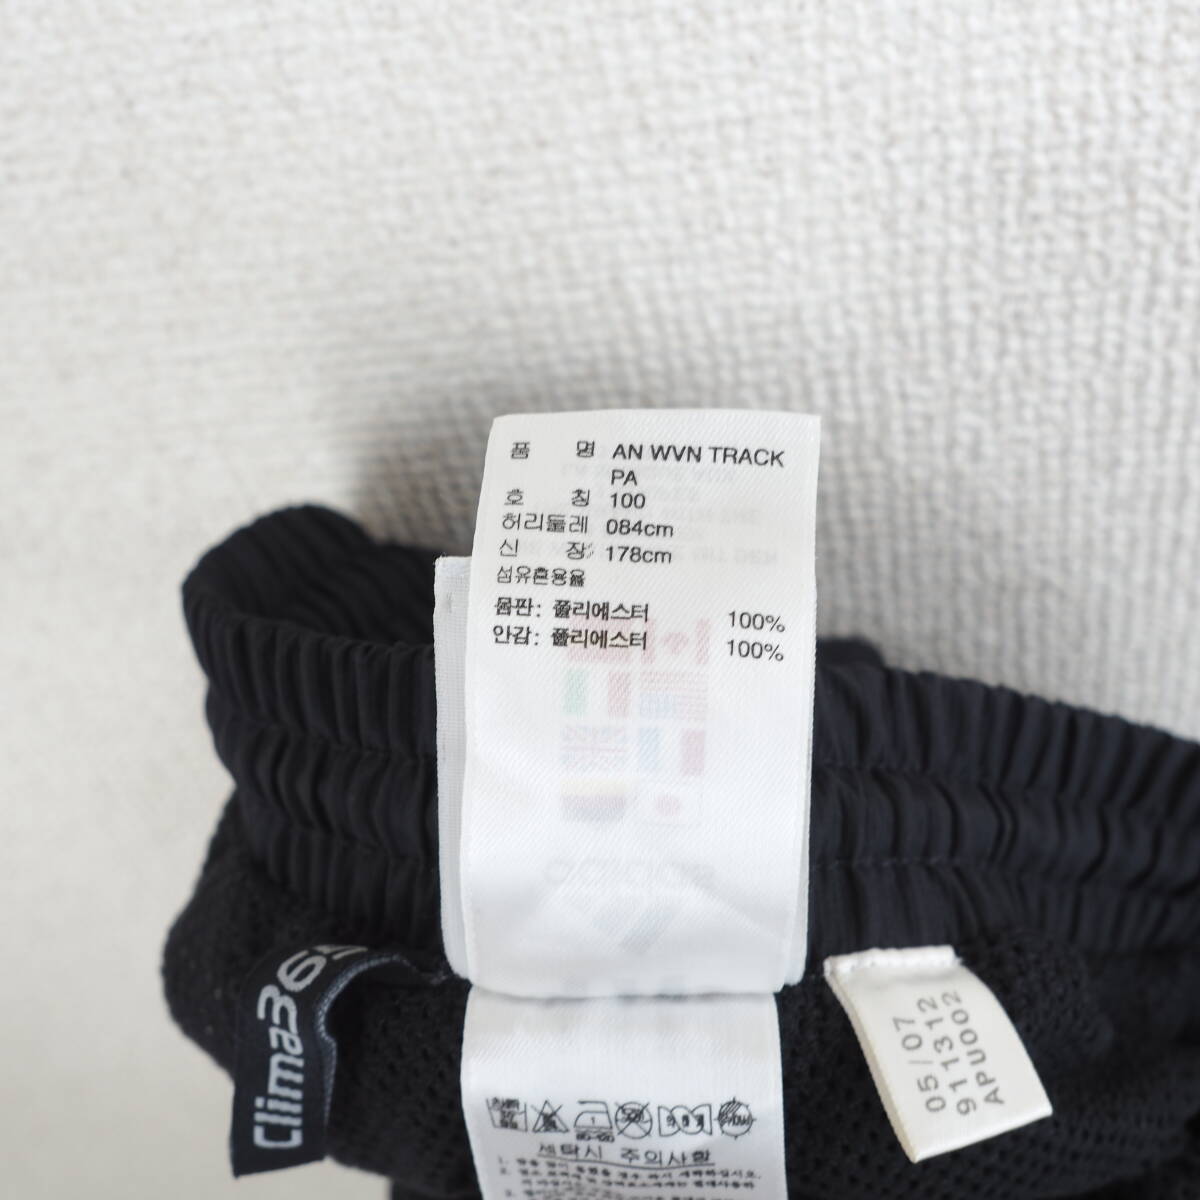 품 명 AN WVN TRACK
PA
호 칭 100
허리둘레 084cm
신 장 178cm
섬유혼용율
몸판: 폴리에스터 100%
안감: 폴리에스터 100%
Clima365
05/07
911312
APU002
세탁시 주의사항